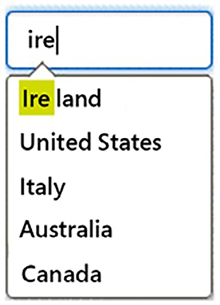 ire
Ireland
United States
Italy
Australia
Canada